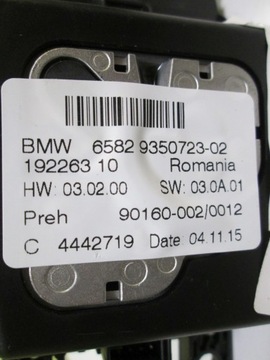 BMW 6582 9350723-02
192263 10 Romania
HW: 03.02.00 SW: 03.0A.01
Preh 90160-002/0012
C 4442719 Date: 04.11.15